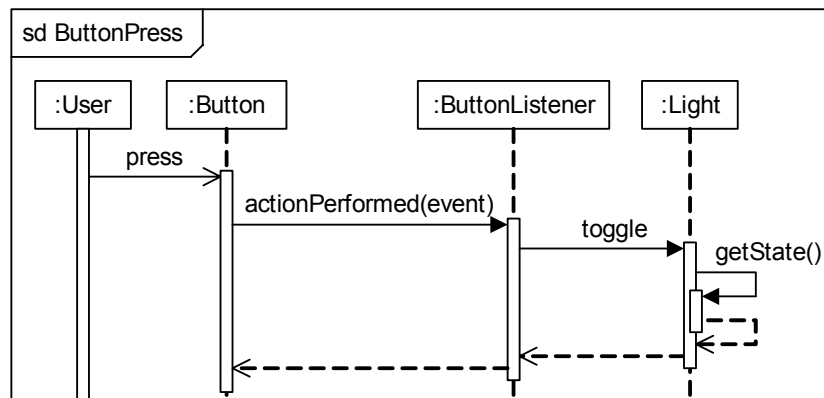 sd ButtonPress
:User
:Button
:ButtonListener
:Light
press
actionPerformed(event)
toggle
getState()